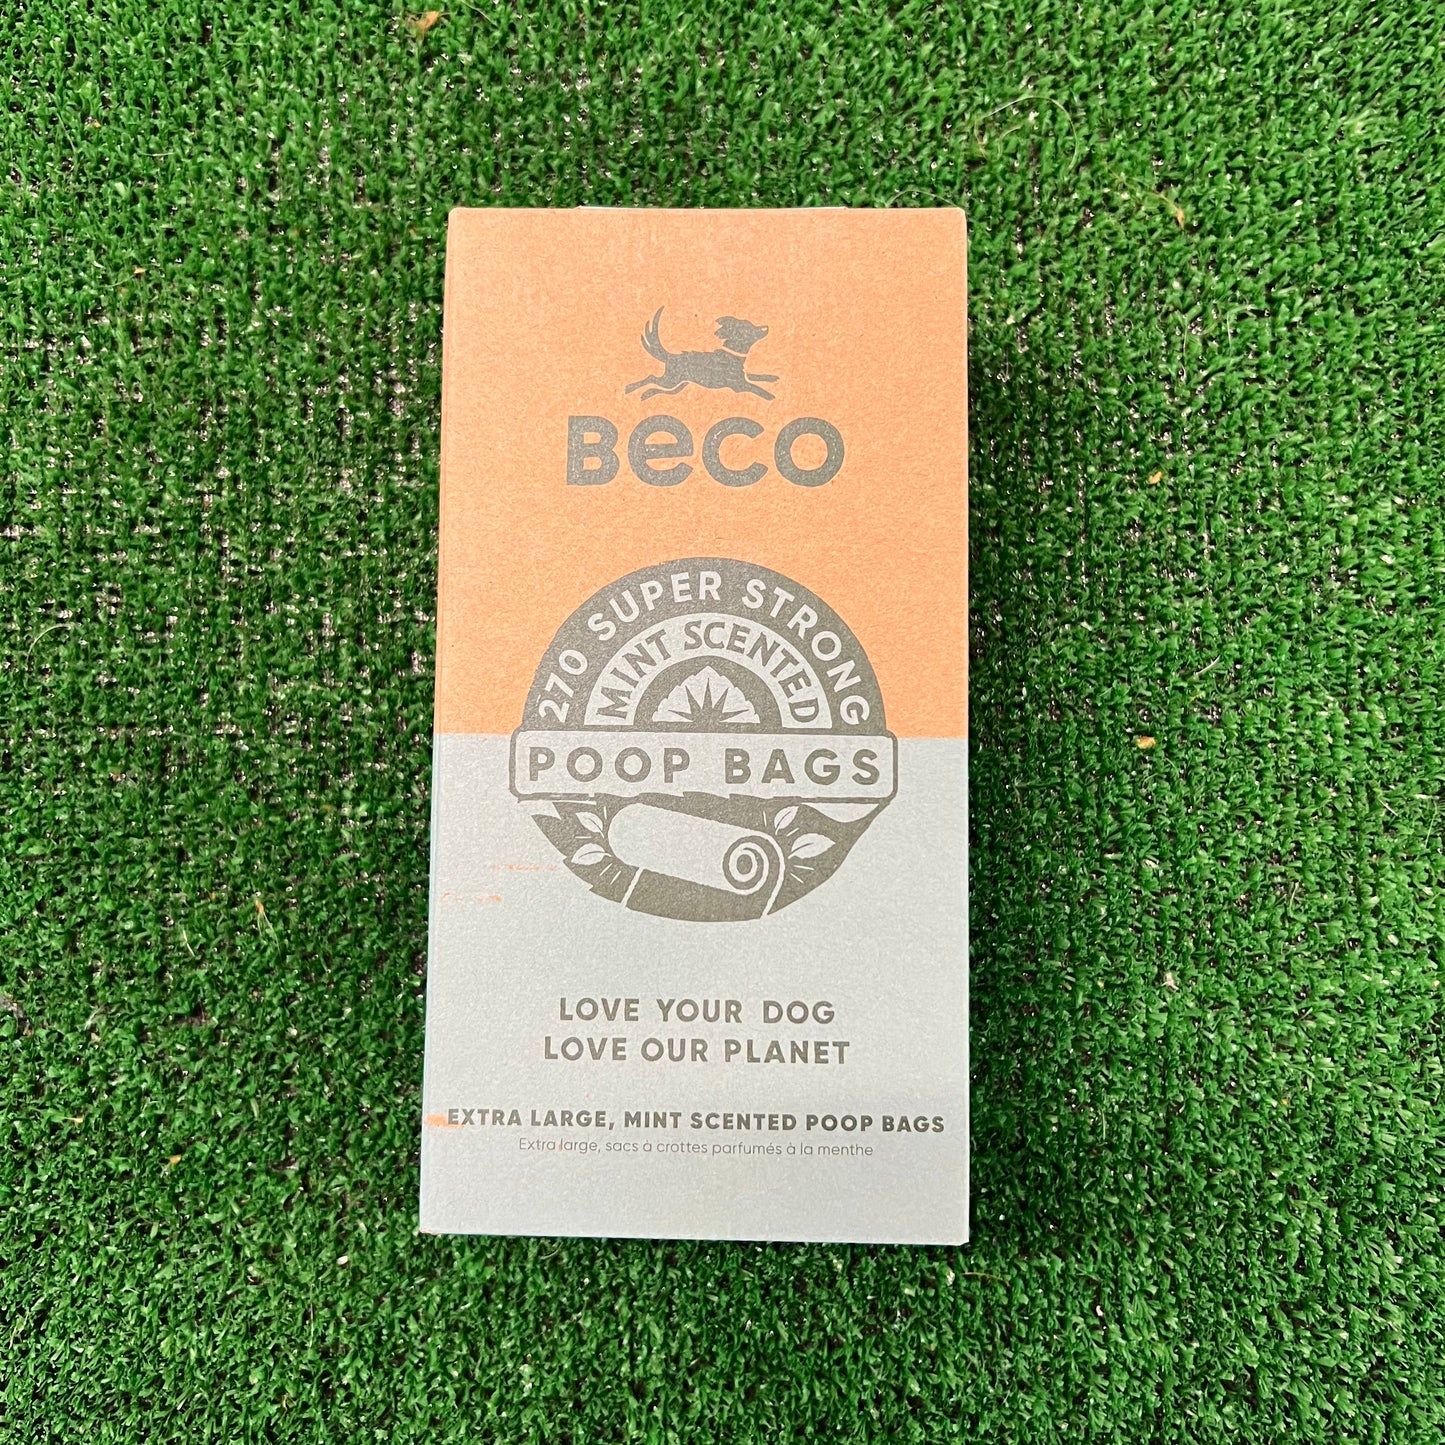 Beco
270 SUPER STRONG
MINT SCENTED
POOP BAGS
LOVE YOUR DOG
LOVE OUR PLANET
EXTRA LARGE, MINT SCENTED POOP BAGS
Extra large, sacs à crottes parfumés à la menthe